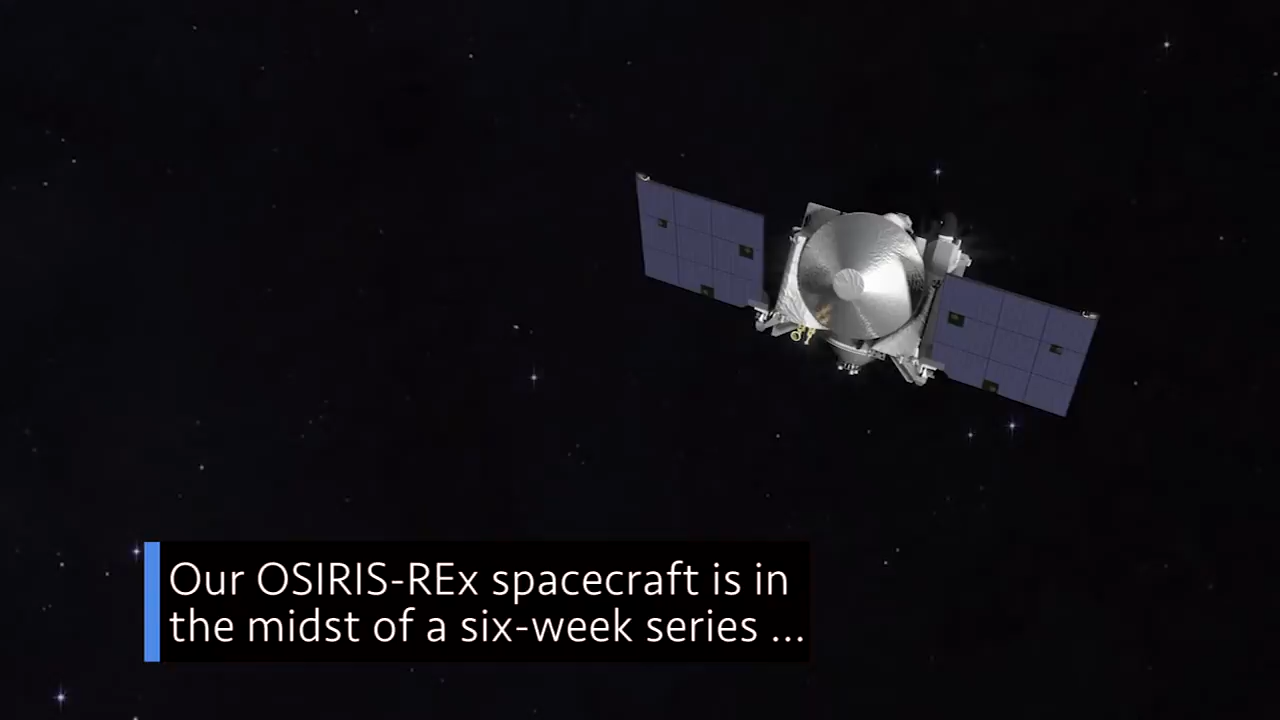 Our OSIRIS-REx spacecraft is in
the midst of a six-week series ...